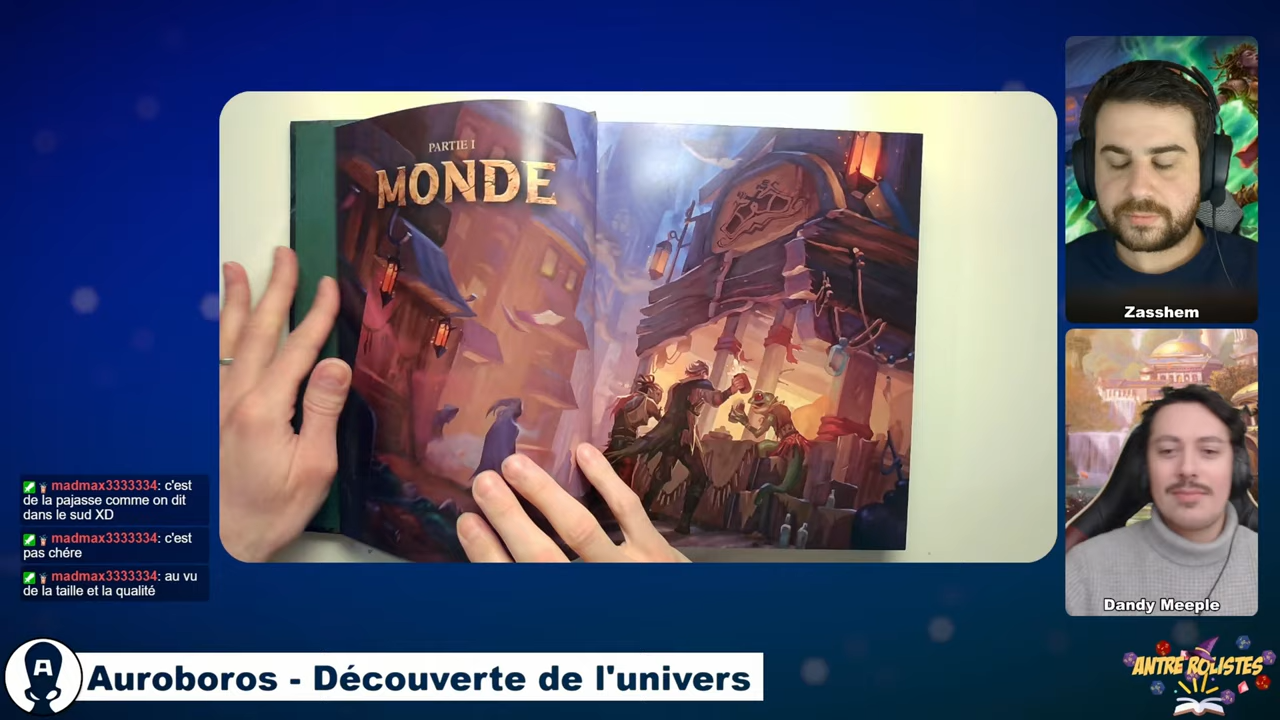 PARTIE I
MONDE
Zasshem
Dandy Meeple
madmax3333334: c'est
de la pajasse comme on dit
dans le sud XD
madmax3333334: c'est
pas chére
madmax3333334: au vu
de la taille et la qualité
Auroboros - Découverte de l'univers
ANTRE RÔLISTES